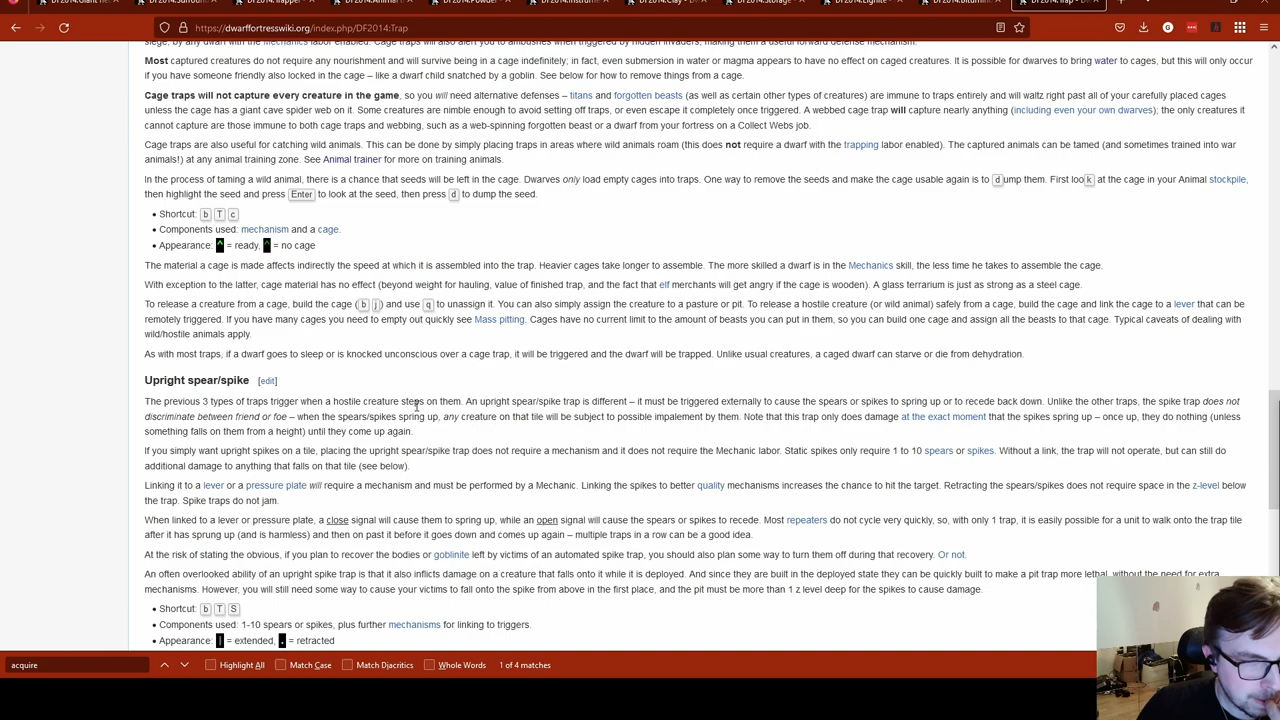 https://dwarffortresswiki.org/index.php/DF2014:Trap
siege, by any dwarf with the Mechanics labor enabled. Cage traps will also alert you to ambushes when triggered by hidden invaders, making them a useful forward defense mechanism.
Most captured creatures do not require any nourishment and will survive being in a cage indefinitely; in fact, even submersion in water or magma appears to have no effect on caged creatures. It is possible for dwarves to bring water to cages, but this will only occur
if you have someone friendly also locked in the cage – like a dwarf child snatched by a goblin. See below for how to remove things from a cage.
Cage traps will not capture every creature in the game, so you will need alternative defenses – titans and forgotten beasts (as well as certain other types of creatures) are immune to traps entirely and will waltz right past all of your carefully placed cages
unless the cage has a giant cave spider web on it. Some creatures are nimble enough to avoid setting off traps, or even escape it completely once triggered. A webbed cage trap will capture nearly anything (including even your own dwarves); the only creatures it
cannot capture are those immune to both cage traps and webbing, such as a web-spinning forgotten beast or a dwarf from your fortress on a Collect Webs job.
Cage traps are also useful for catching wild animals. This can be done by simply placing traps in areas where wild animals roam (this does not require a dwarf with the trapping labor enabled). The captured animals can be tamed (and sometimes trained into war
animals!) at any animal training zone. See Animal trainer for more on training animals.
In the process of taming a wild animal, there is a chance that seeds will be left in the cage. Dwarves only load empty cages into traps. One way to remove the seeds and make the cage usable again is to dump them. First look at the cage in your Animal stockpile,
then highlight the seed and press Enter to look at the seed, then press d to dump the seed.
• Shortcut: b T c
• Components used: mechanism and a cage.
• Appearance: ^ = ready, ^ = no cage
The material a cage is made affects indirectly the speed at which it is assembled into the trap. Heavier cages take longer to assemble. The more skilled a dwarf is in the Mechanics skill, the less time he takes to assemble the cage.
With exception to the latter, cage material has no effect (beyond weight for hauling, value of finished trap, and the fact that elf merchants will get angry if the cage is wooden). A glass terrarium is just as strong as a steel cage.
To release a creature from a cage, build the cage (b j) and use q to unassign it. You can also simply assign the creature to a pasture or pit. To release a hostile creature (or wild animal) safely from a cage, build the cage and link the cage to a lever that can be
remotely triggered. If you have many cages you need to empty out quickly see Mass pitting. Cages have no current limit to the amount of beasts you can put in them, so you can build one cage and assign all the beasts to that cage. Typical caveats of dealing with
wild/hostile animals apply.
As with most traps, if a dwarf goes to sleep or is knocked unconscious over a cage trap, it will be triggered and the dwarf will be trapped. Unlike usual creatures, a caged dwarf can starve or die from dehydration.
Upright spear/spike [edit]
The previous 3 types of traps trigger when a hostile creature steps on them. An upright spear/spike trap is different – it must be triggered externally to cause the spears or spikes to spring up or to recede back down. Unlike the other traps, the spike trap does not
discriminate between friend or foe – when the spears/spikes spring up, any creature on that tile will be subject to possible impalement by them. Note that this trap only does damage at the exact moment that the spikes spring up – once up, they do nothing (unless
something falls on them from a height) until they come up again.
If you simply want upright spikes on a tile, placing the upright spear/spike trap does not require a mechanism and it does not require the Mechanic labor. Static spikes only require 1 to 10 spears or spikes. Without a link, the trap will not operate, but can still do
additional damage to anything that falls on that tile (see below).
Linking it to a lever or a pressure plate will require a mechanism and must be performed by a Mechanic. Linking the spikes to better quality mechanisms increases the chance to hit the target. Retracting the spears/spikes does not require space in the z-level below
the trap. Spike traps do not jam.
When linked to a lever or pressure plate, a close signal will cause them to spring up, while an open signal will cause the spears or spikes to recede. Most repeaters do not cycle very quickly, so, with only 1 trap, it is easily possible for a unit to walk onto the trap tile
after it has sprung up (and is harmless) and then on past it before it goes down and comes up again – multiple traps in a row can be a good idea.
At the risk of stating the obvious, if you plan to recover the bodies or goblinite left by victims of an automated spike trap, you should also plan some way to turn them off during that recovery. Or not.
An often overlooked ability of an upright spike trap is that it also inflicts damage on a creature that falls onto it while it is deployed. And since they are built in the deployed state they can be quickly built to make a pit trap more lethal, without the need for extra
mechanisms. However, you will still need some way to cause your victims to fall onto the spike from above in the first place, and the pit must be more than 1 z level deep for the spikes to cause damage.
• Shortcut: b T S
• Components used: 1-10 spears or spikes, plus further mechanisms for linking to triggers.
• Appearance: | = extended, . = retracted
acquire Highlight All Match Case Match Diacritics Whole Words 1 of 4 matches